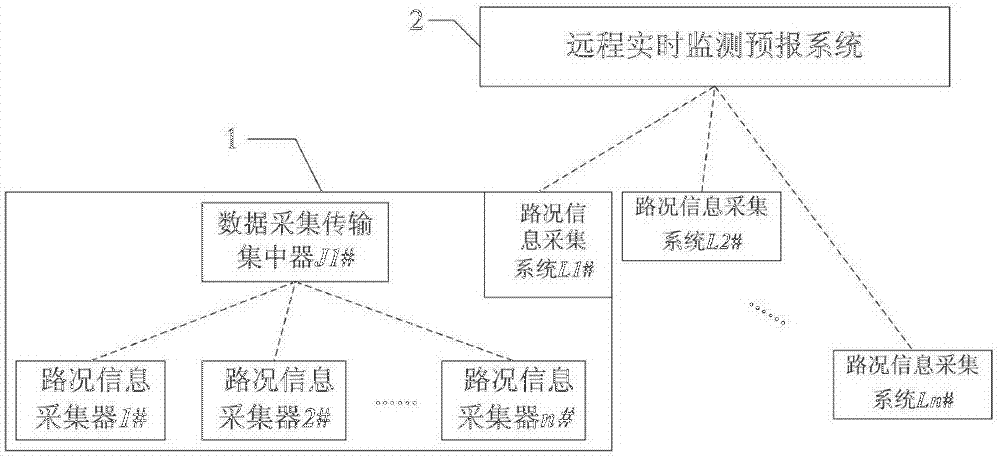 2
远程实时监测预报系统
1
数据采集传输
集中器J1#
路况信
息采集
系统L1#
路况信息采集
系统L2#
......
路况信息采集
系统Ln#
路况信息
采集器1#
路况信息
采集器2#
......
路况信息
采集器n#